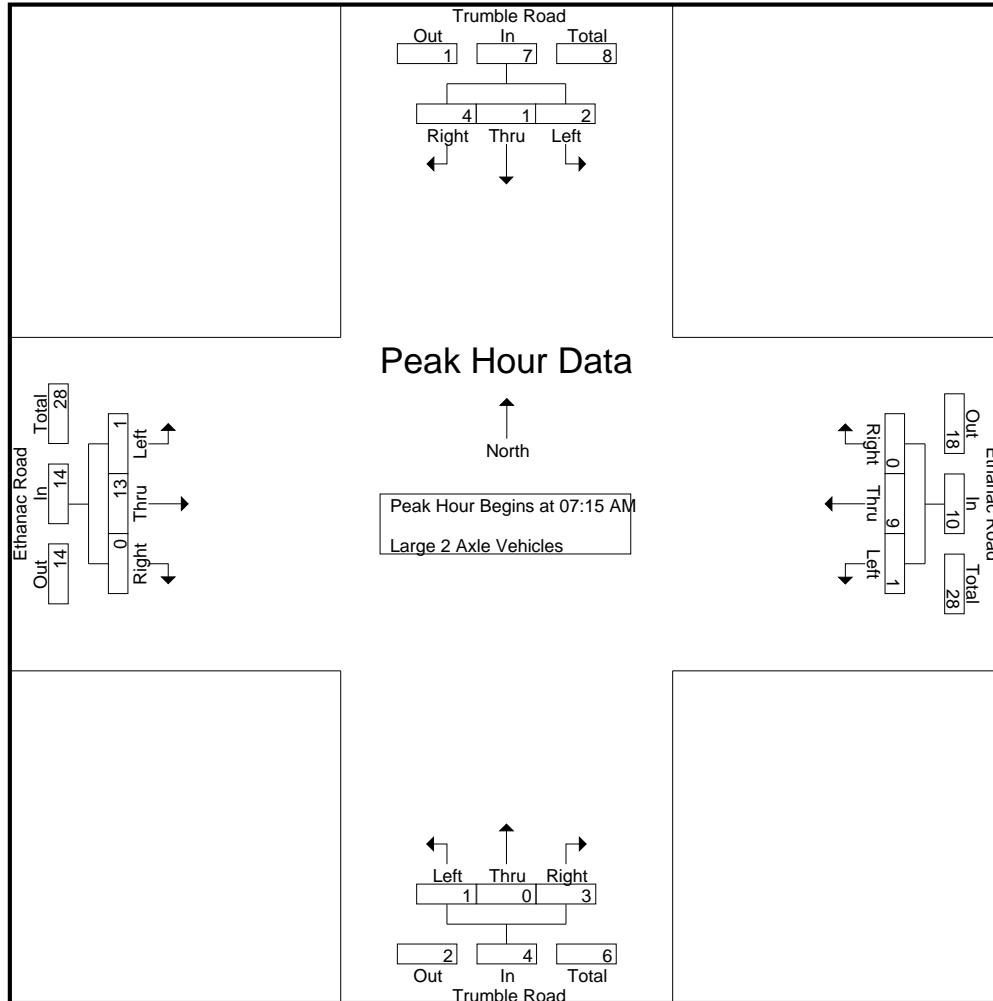 Trumble Road
Out In Total
1 7 8
4 1 2
Right Thru Left
Peak Hour Data
North
Peak Hour Begins at 07:15 AM
Large 2 Axle Vehicles
Ethanac Road
Total In Out
28 14 14
1 13 0
Left Thru Right
Right Thru Left
0 9 1
Out In Total
18 10 28
Ethanac Road
Left Thru Right
1 0 3
2 4 6
Out In Total
Trumble Road